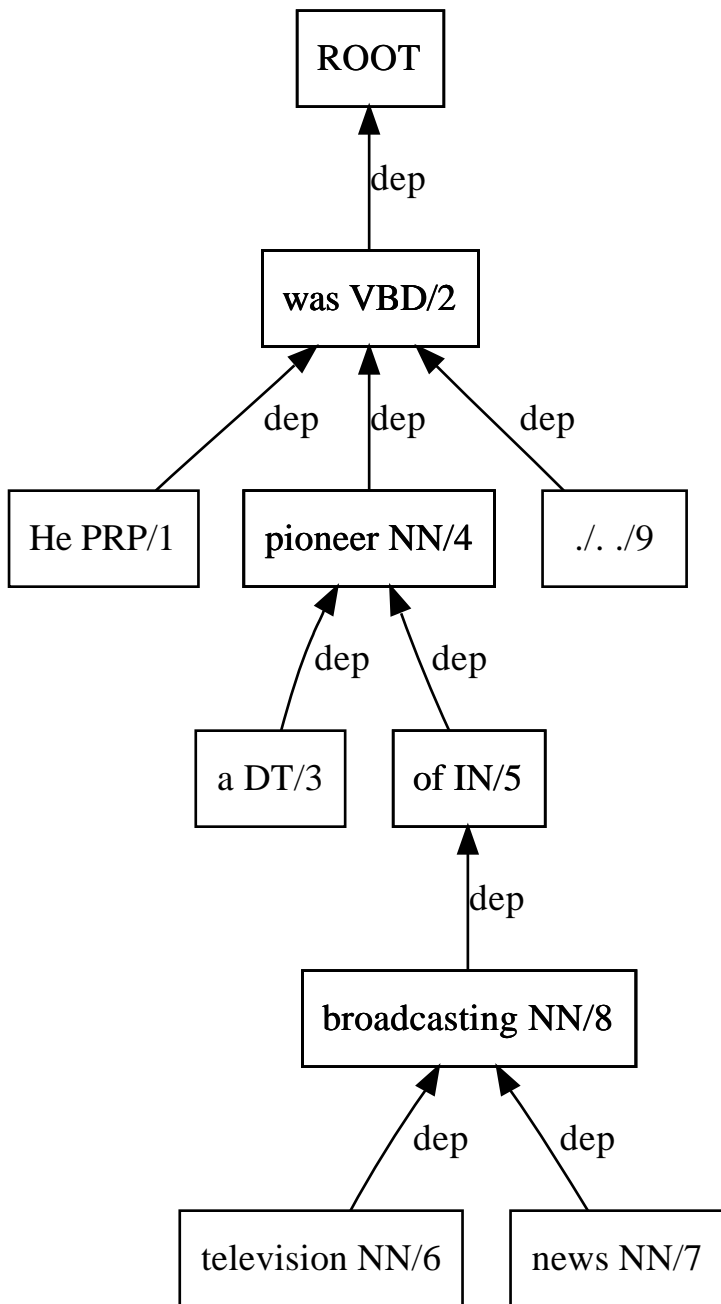 ROOT
dep
was VBD/2
dep dep dep
He PRP/1 pioneer NN/4 ./. ./9
dep dep
a DT/3 of IN/5
dep
broadcasting NN/8
dep dep
television NN/6 news NN/7